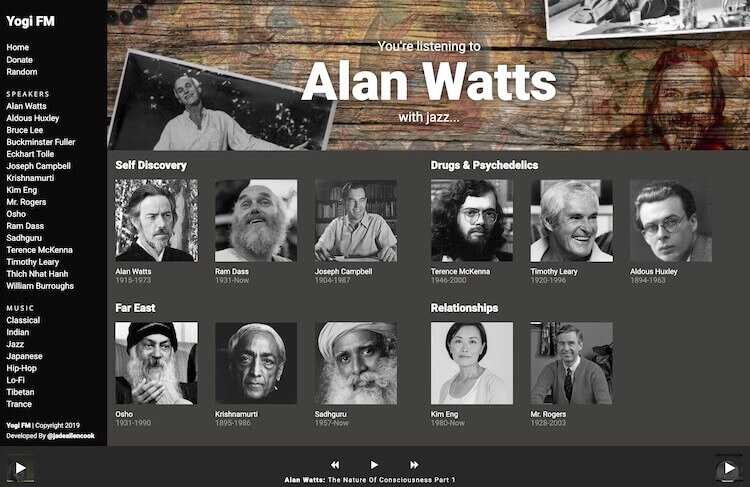 Yogi FM
Home
Donate
Random
SPEAKERS
Alan Watts
Aldous Huxley
Bruce Lee
Buckminster Fuller
Eckhart Tolle
Joseph Campbell
Krishnamurti
Kim Eng
Mr. Rogers
Osho
Ram Dass
Sadhguru
Terence McKenna
Timothy Leary
Thich Nhat Hanh
William Burroughs
MUSIC
Classical
Indian
Jazz
Japanese
Hip-Hop
Lo-Fi
Tibetan
Trance
Yogi FM | Copyright 2019
Developed By @jadeallencook
You're listening to
Alan Watts
with jazz...
Self Discovery
Alan Watts
1915-1973
Ram Dass
1931-Now
Joseph Campbell
1904-1987
Drugs & Psychedelics
Terence McKenna
1946-2000
Timothy Leary
1920-1996
Aldous Huxley
1894-1963
Far East
Osho
1931-1990
Krishnamurti
1895-1986
Sadhguru
1957-Now
Relationships
Kim Eng
1980-Now
Mr. Rogers
1928-2003
Alan Watts: The Nature Of Consciousness Part 1